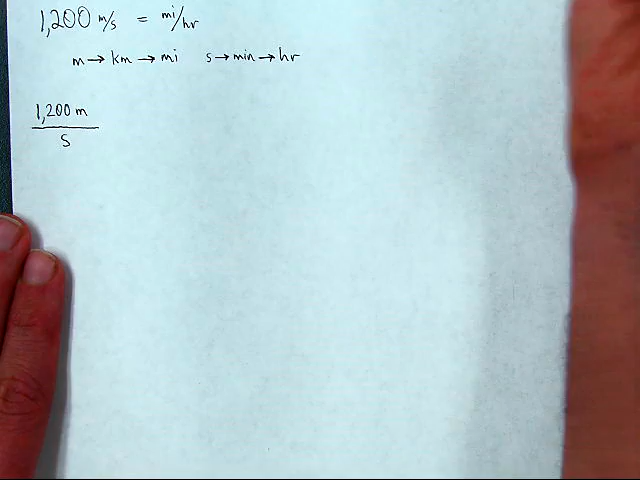 1,200 m/s = mi/hr
m→km→mi s→min→hr
1,200 m
s